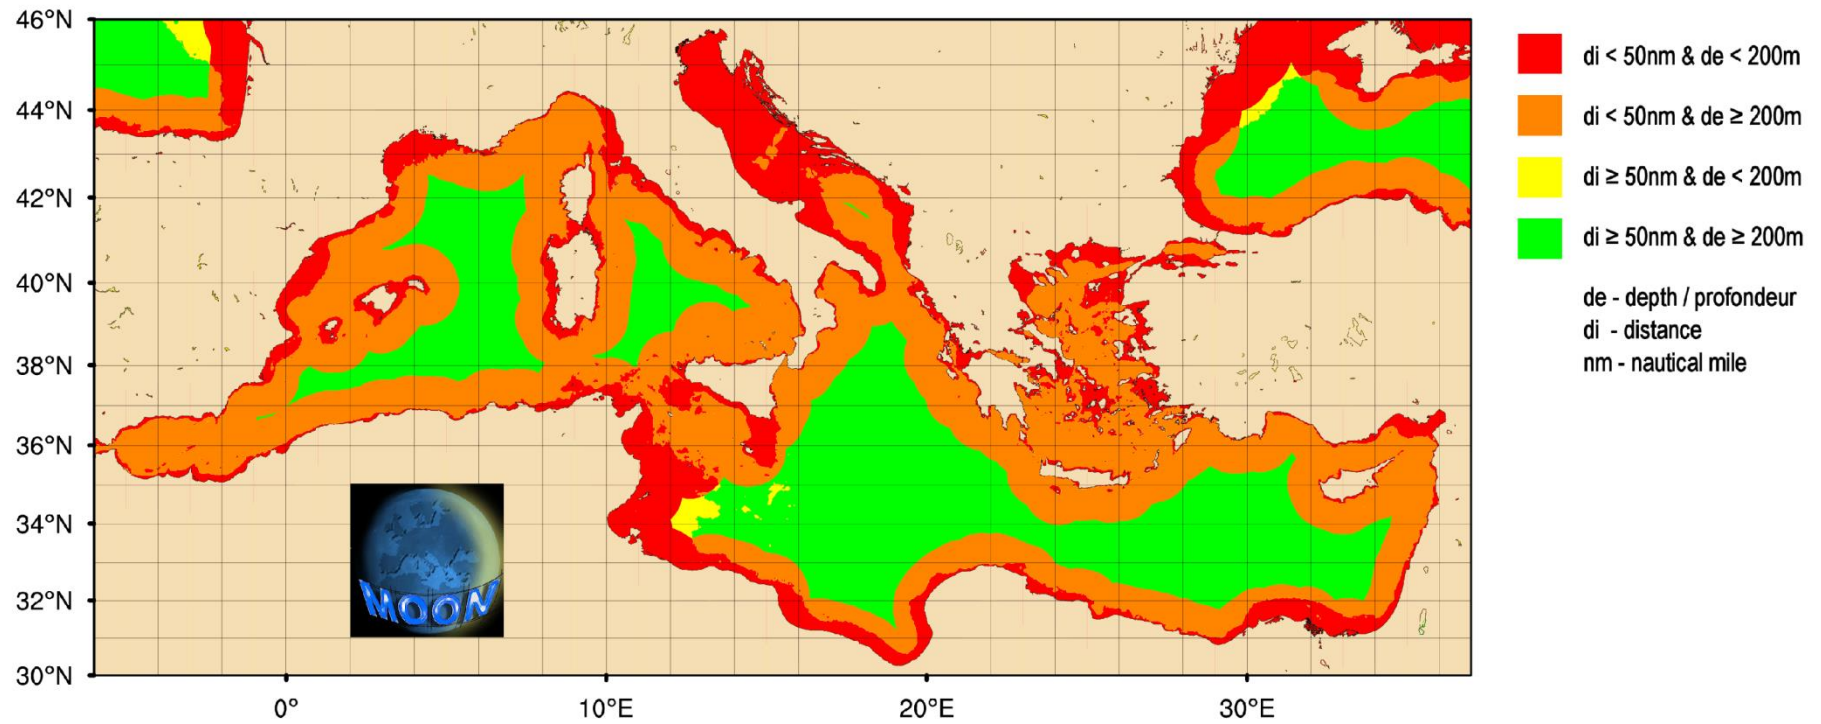 46°N
44°N
42°N
40°N
38°N
36°N
34°N
32°N
30°N
0°
10°E
20°E
30°E
MOON
di < 50nm & de < 200m
di < 50nm & de ≥ 200m
di ≥ 50nm & de < 200m
di ≥ 50nm & de ≥ 200m
de - depth / profondeur
di - distance
nm - nautical mile